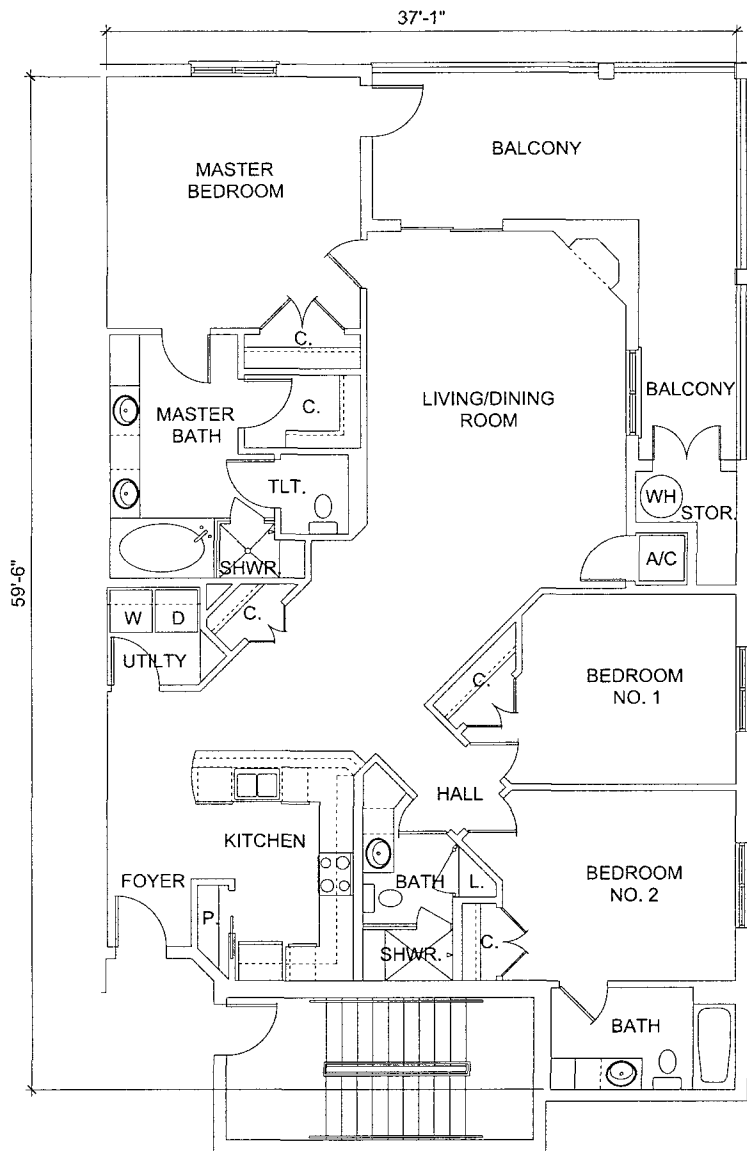 37'-1"
MASTER
BEDROOM
BALCONY
C.
LIVING/DINING
ROOM
BALCONY
MASTER
BATH
C.
TLT.
WH
STOR.
A/C
SHWR.
59'-6"
W
D
C.
UTILTY
C.
BEDROOM
NO. 1
HALL
KITCHEN
FOYER
BATH
L.
BEDROOM
NO. 2
P.
SHWR.
C.
BATH